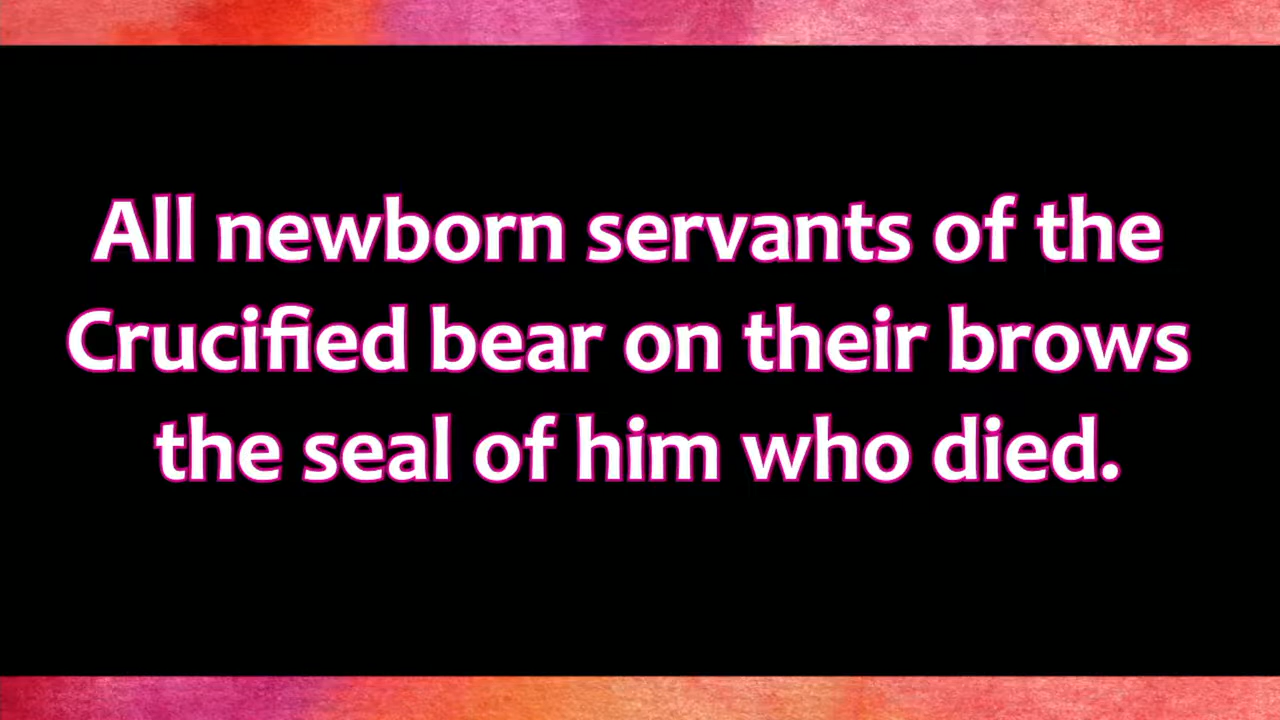 All newborn servants of the
Crucified bear on their brows
the seal of him who died.